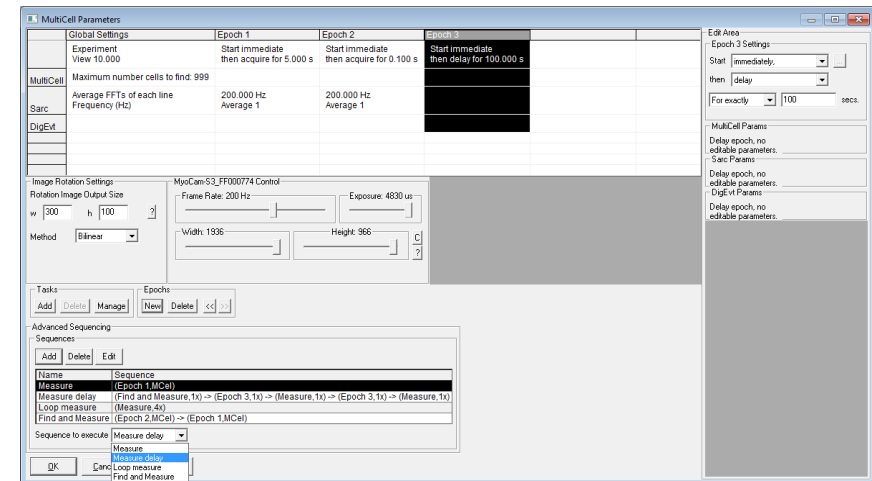 MultiCell Parameters
Global Settings Epoch 1 Epoch 2 Epoch 3
Experiment Start immediate Start immediate Start immediate
View 10.000 then acquire for 5.000 s then acquire for 0.100 s then delay for 100.000 s
MultiCell Maximum number cells to find: 999
Average FFTs of each line 200.000 Hz 200.000 Hz
Sarc Frequency (Hz) Average 1 Average 1
DigEvt
Edit Area
Epoch 3 Settings
Start immediately, ...
then delay
For exactly 100 secs.
MultiCell Params
Delay epoch, no
editable parameters.
Sarc Params
Delay epoch, no
editable parameters.
DigEvt Params
Delay epoch, no
editable parameters.
Image Rotation Settings
Rotation Image Output Size
w 300 h 100 ?
Method Bilinear
MyoCam-S3_FF000774 Control
Frame Rate: 200 Hz Exposure: 4830 us
Width: 1936 Height: 966 C
?
Tasks Epochs
Add Delete Manage New Delete << >>
Advanced Sequencing
Sequences
Add Delete Edit
Name Sequence
Measure (Epoch 1,MCel)
Measure delay (Find and Measure,1x) -> (Epoch 3,1x) -> (Measure,1x) -> (Epoch 3,1x) -> (Measure,1x)
Loop measure (Measure,4x)
Find and Measure (Epoch 2,MCel) -> (Epoch 1,MCel)
Sequence to execute Measure delay
Measure
Measure delay
Loop measure
Find and Measure
OK Canc